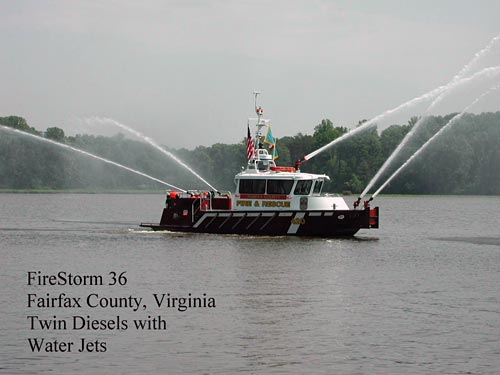 FIRE & RESCUE
FireStorm 36
Fairfax County, Virginia
Twin Diesels with
Water Jets